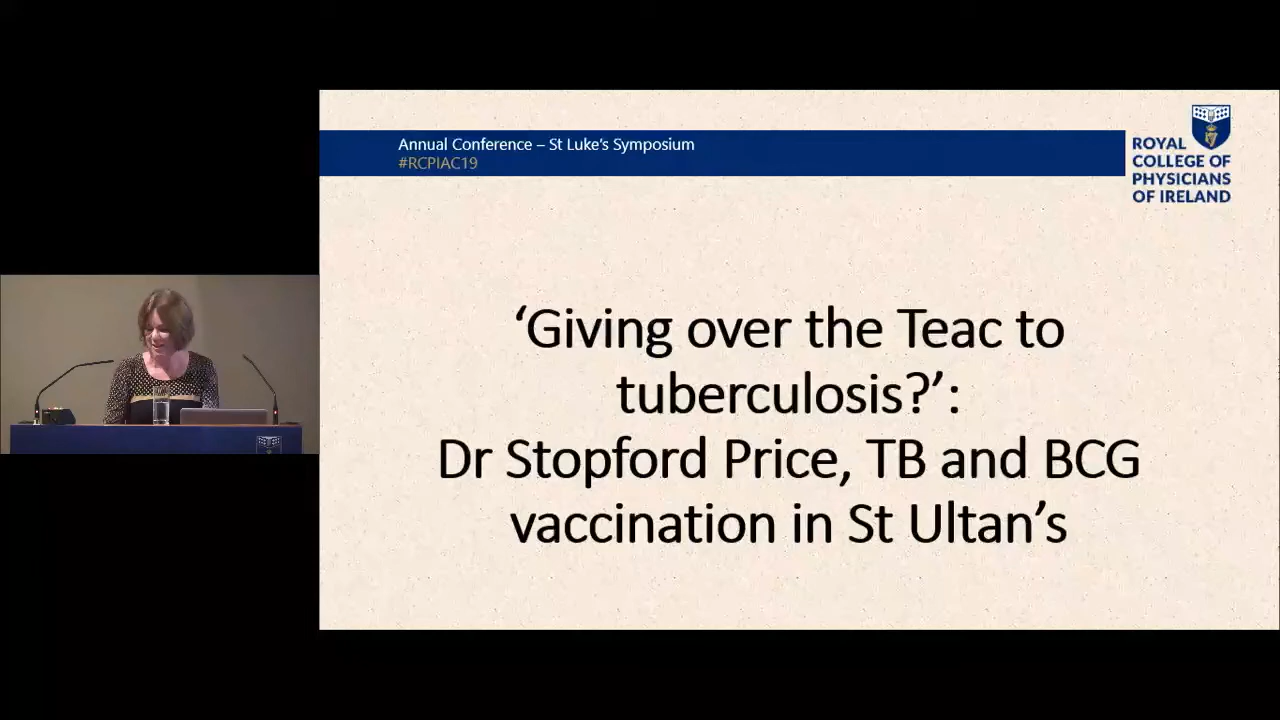 Annual Conference – St Luke's Symposium
#RCPIAC19
ROYAL
COLLEGE OF
PHYSICIANS
OF IRELAND
‘Giving over the Teac to
tuberculosis?’:
Dr Stopford Price, TB and BCG
vaccination in St Ultan’s